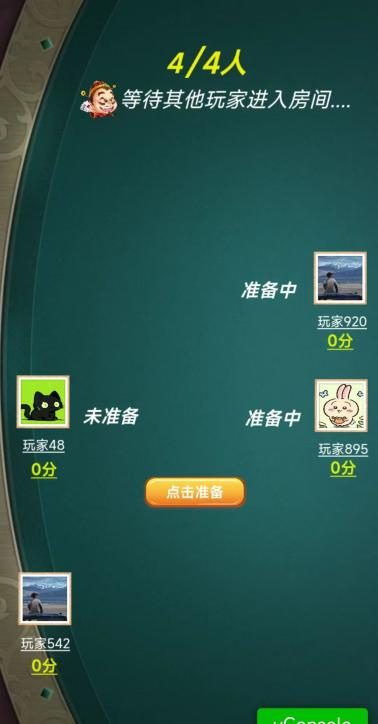 4/4人
等待其他玩家进入房间....
准备中
玩家920
0分
未准备
准备中
玩家48
0分
玩家895
0分
点击准备
玩家542
0分
vConsole